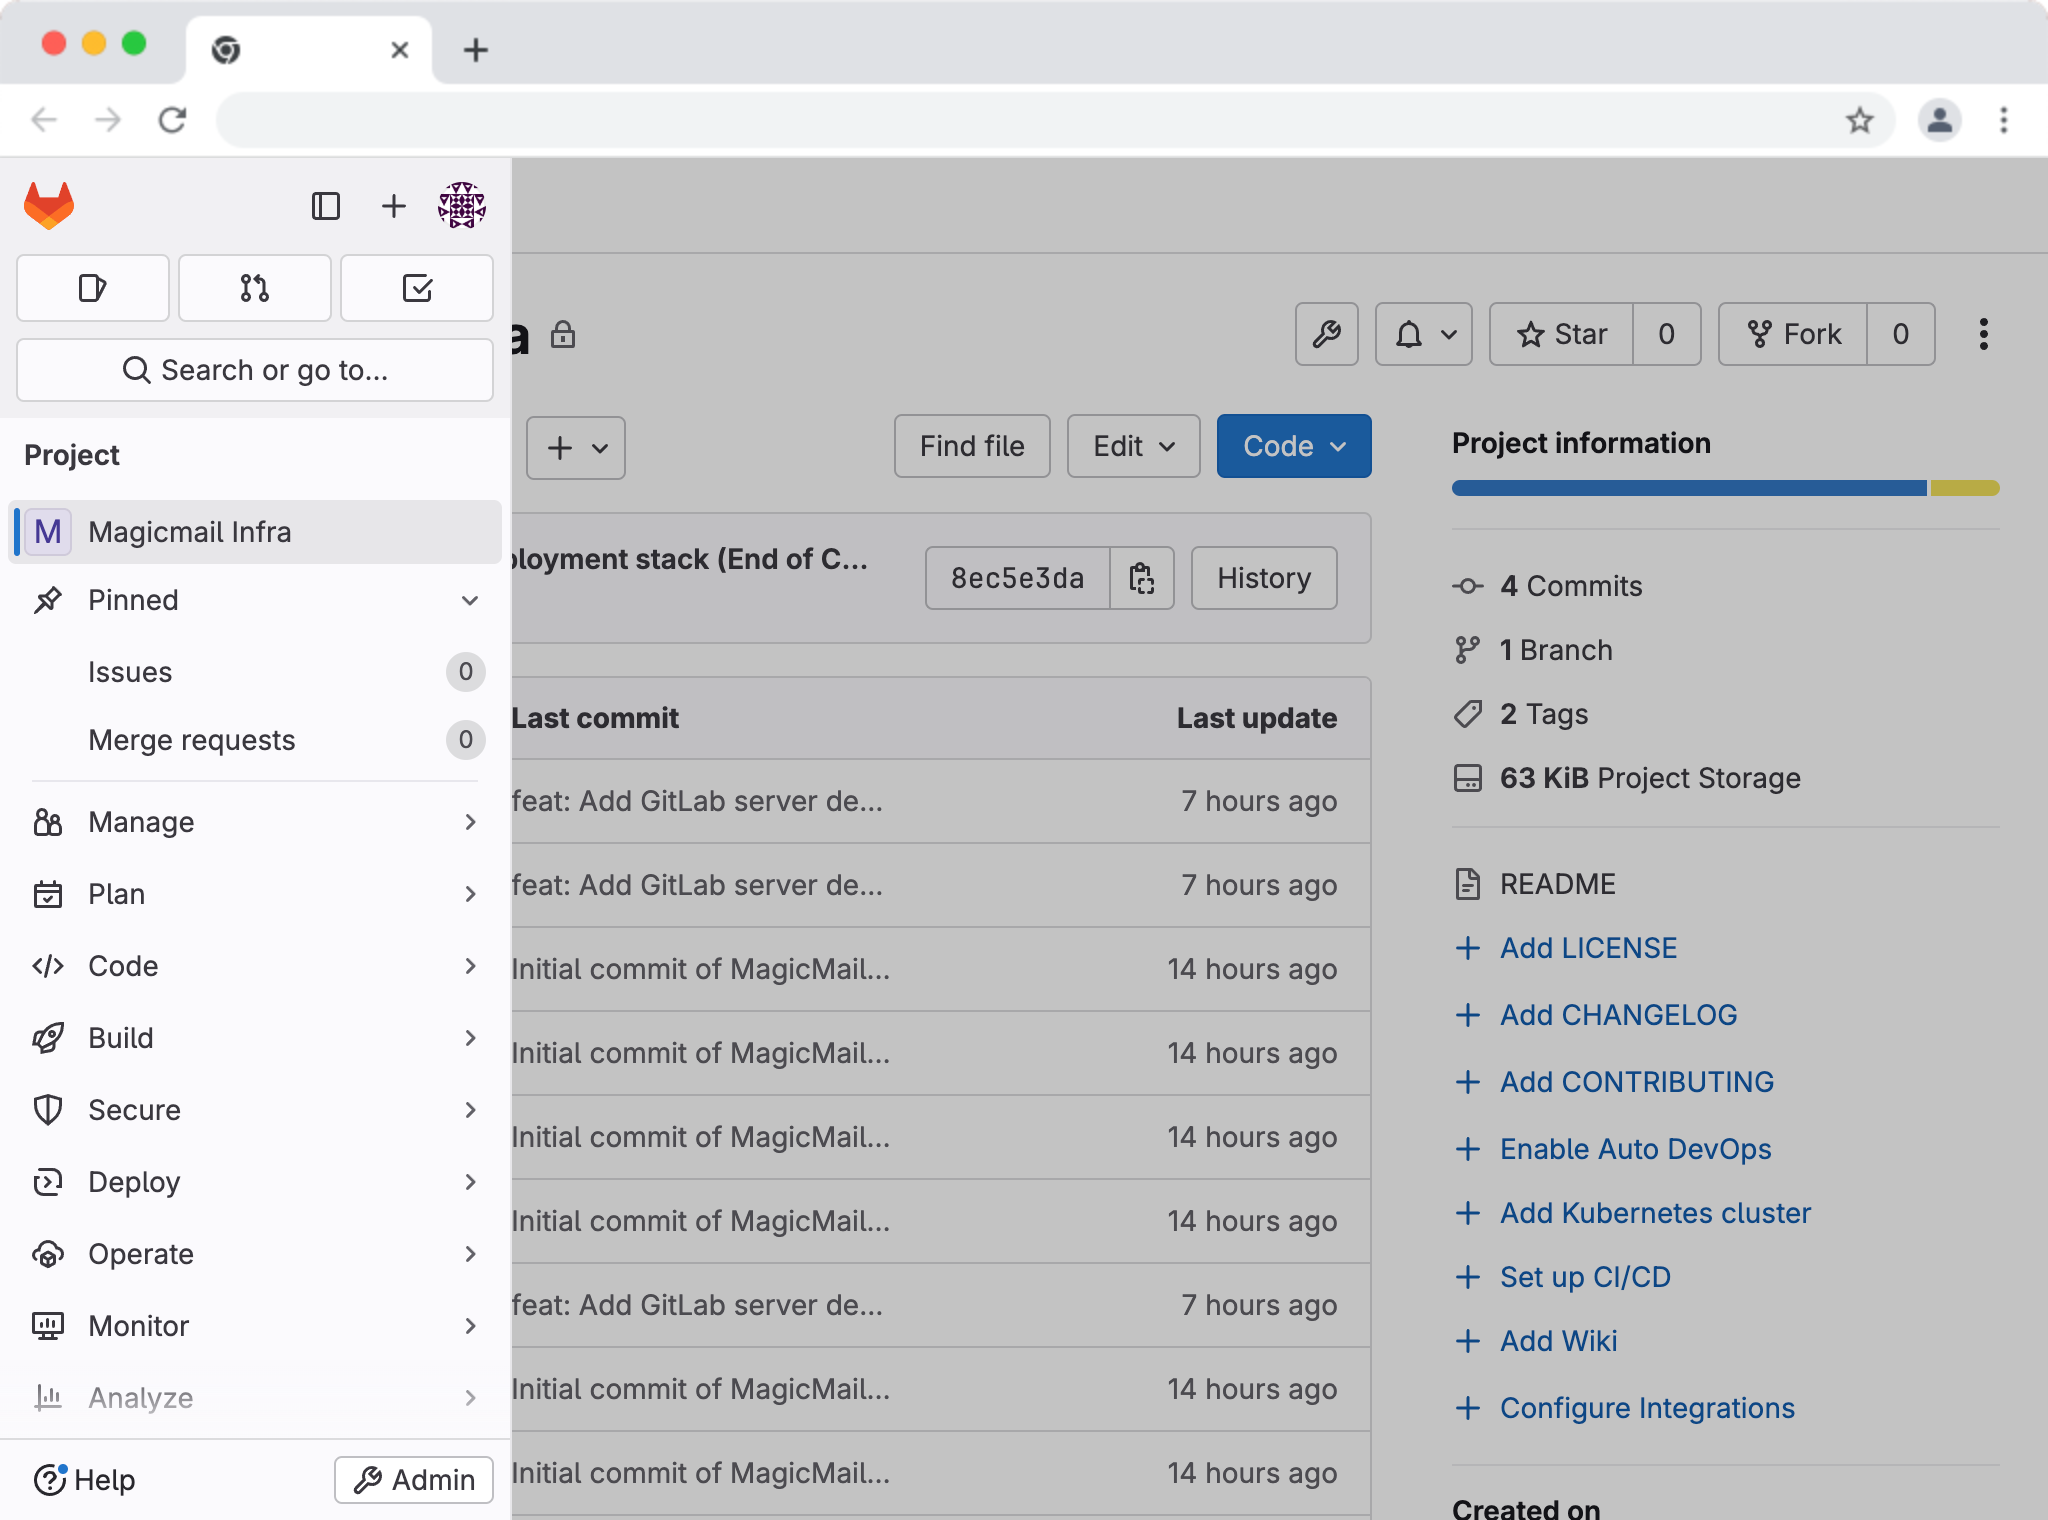 Search or go to...
Project
M Magicmail Infra
Pinned
Issues 0
Merge requests 0
Manage
Plan
Code
Build
Secure
Deploy
Operate
Monitor
Analyze
Help
Admin
a
Star 0
Fork 0
Find file
Edit
Code
ployment stack (End of C...
8ec5e3da
History
Last commit Last update
feat: Add GitLab server de... 7 hours ago
feat: Add GitLab server de... 7 hours ago
Initial commit of MagicMail... 14 hours ago
Initial commit of MagicMail... 14 hours ago
Initial commit of MagicMail... 14 hours ago
Initial commit of MagicMail... 14 hours ago
feat: Add GitLab server de... 7 hours ago
Initial commit of MagicMail... 14 hours ago
Initial commit of MagicMail... 14 hours ago
Project information
4 Commits
1 Branch
2 Tags
63 KiB Project Storage
README
Add LICENSE
Add CHANGELOG
Add CONTRIBUTING
Enable Auto DevOps
Add Kubernetes cluster
Set up CI/CD
Add Wiki
Configure Integrations
Created on